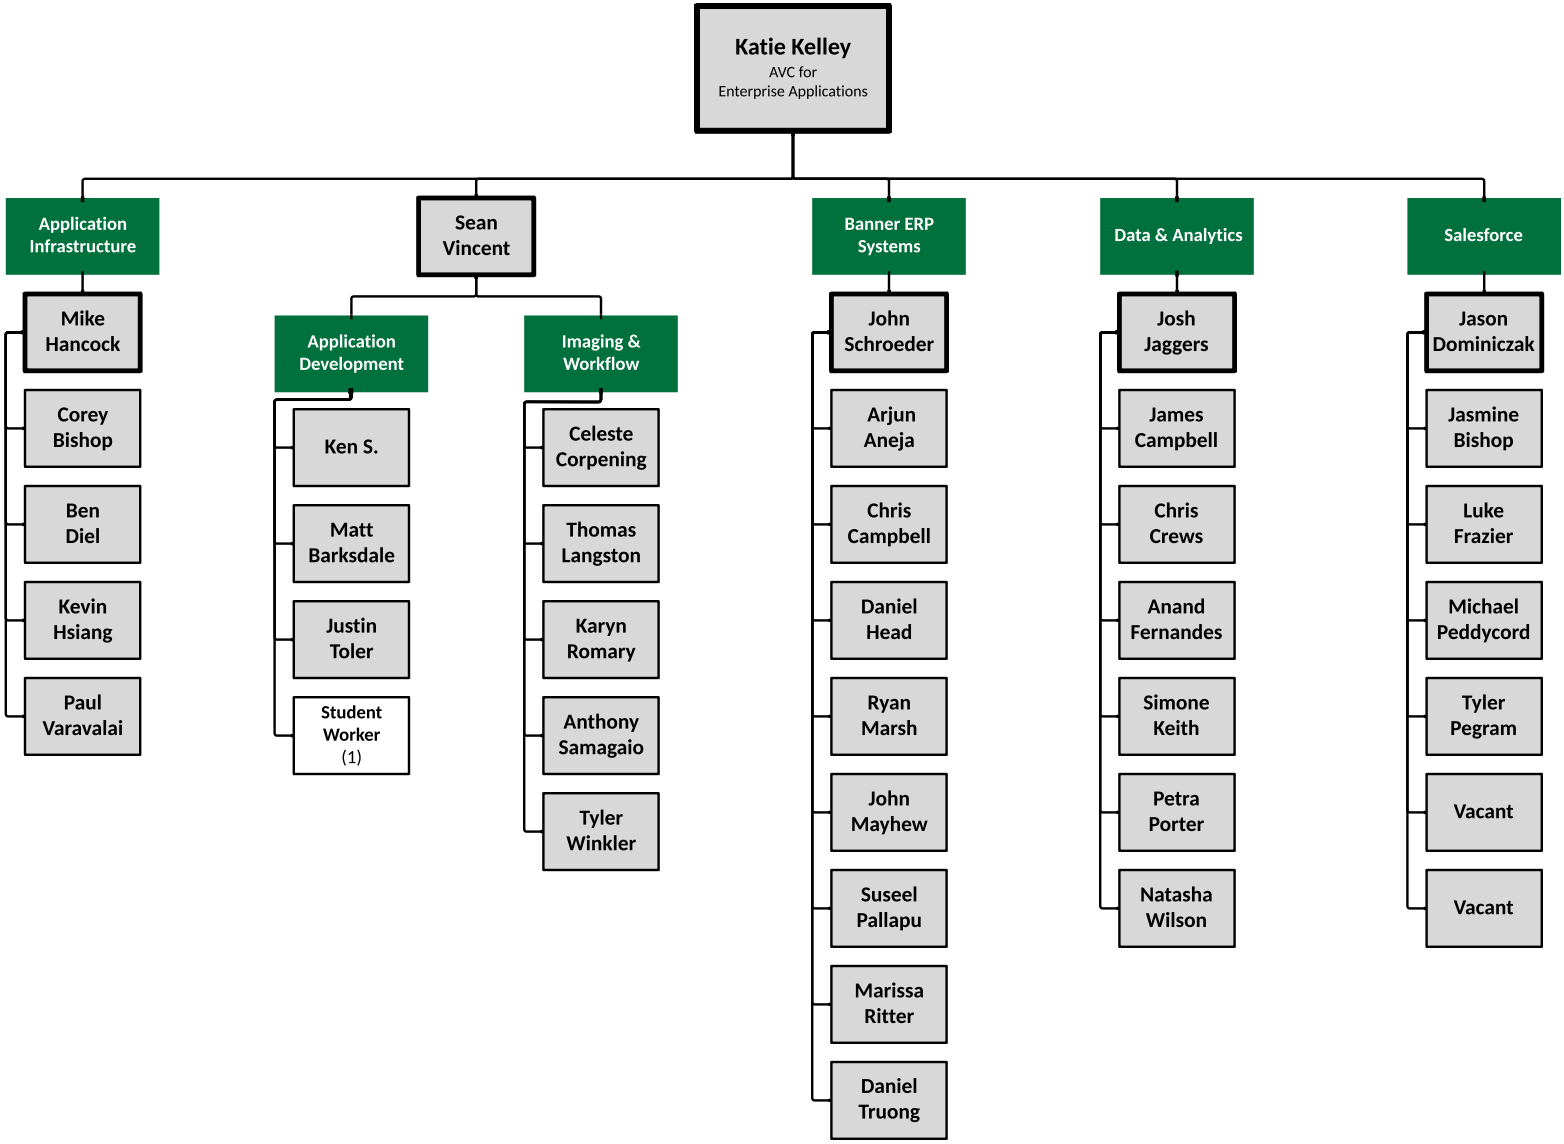 Katie Kelley
AVC for
Enterprise Applications
Application
Infrastructure
Mike
Hancock
Corey
Bishop
Ben
Diel
Kevin
Hsiang
Paul
Varavalai
Sean
Vincent
Application
Development
Ken S.
Matt
Barksdale
Justin
Toler
Student
Worker
(1)
Imaging &
Workflow
Celeste
Corpening
Thomas
Langston
Karyn
Romary
Anthony
Samagaio
Tyler
Winkler
Banner ERP
Systems
John
Schroeder
Arjun
Aneja
Chris
Campbell
Daniel
Head
Ryan
Marsh
John
Mayhew
Suseel
Pallapu
Marissa
Ritter
Daniel
Truong
Data & Analytics
Josh
Jaggers
James
Campbell
Chris
Crews
Anand
Fernandes
Simone
Keith
Petra
Porter
Natasha
Wilson
Salesforce
Jason
Dominiczak
Jasmine
Bishop
Luke
Frazier
Michael
Peddycord
Tyler
Pegram
Vacant
Vacant